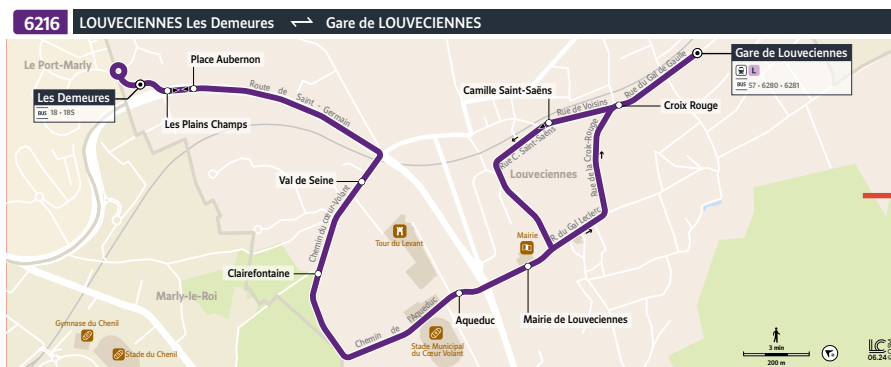 6216 LOUVECIENNES Les Demeures Gare de LOUVECIENNES
Le Port-Marly
Place Aubernon
Route de Saint-Germain
Les Demeures
BUS 18 • 185
Les Plains Champs
Camille Saint-Saëns
Rue de Voisins
Rue du Gal de Gaulle
Gare de Louveciennes
L
BUS 57 • 6280 • 6281
Croix Rouge
Rue C. Saint-Saëns
Louveciennes
Rue de la Croix-Rouge
Val de Seine
Chemin du cœur-Volant
Tour du Levant
Mairie
R. du Gal Leclerc
Clairefontaine
Marly-le-Roi
Chemin de l'Aqueduc
Aqueduc
Mairie de Louveciennes
Gymnase du Chenil
Stade du Chenil
Stade Municipal
du Cœur Volant
3 min
200 m
LC
06.24